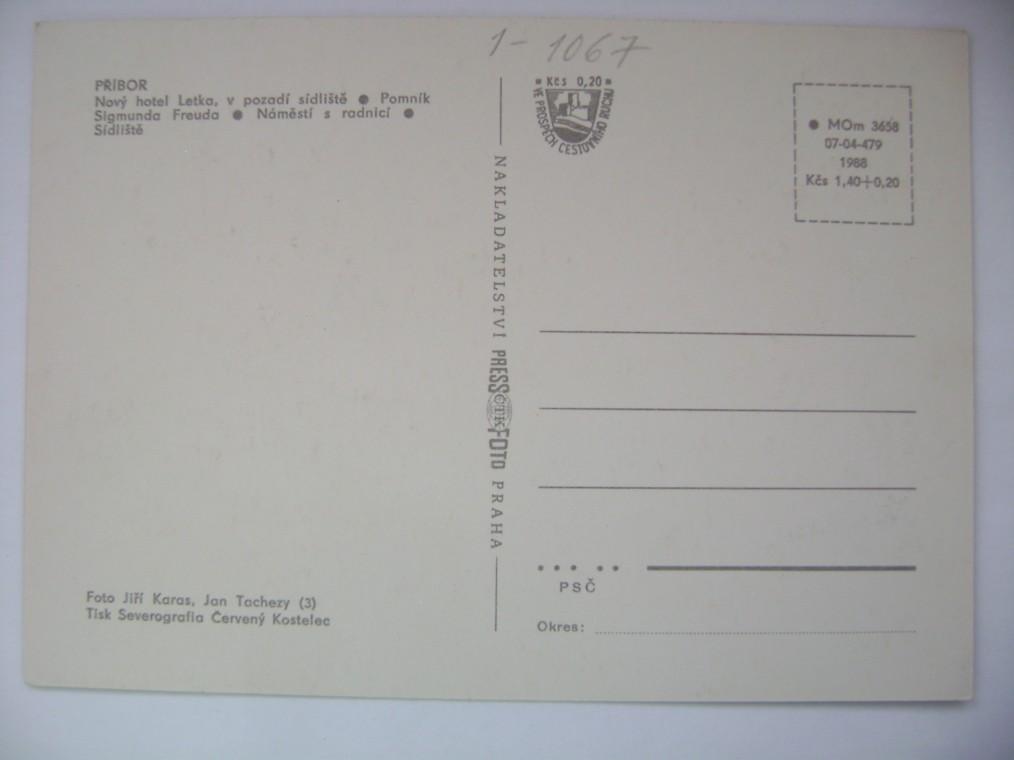 1- 1067
PŘÍBOR
Nový hotel Letka, v pozadí sídliště ● Pomník
Sigmunda Freuda ● Náměstí s radnicí ●
Sídliště
Kčs 0,20
VE PROSPĚCH CESTOVNÍHO RUCHU
● MOm 3658
07-04-479
1988
Kčs 1,40+0,20
NAKLADATELSTVÍ PRESSFOTO PRAHA
ČTK
PSČ
Okres:
Foto Jiří Karas, Jan Tachezy (3)
Tisk Severografia Červený Kostelec